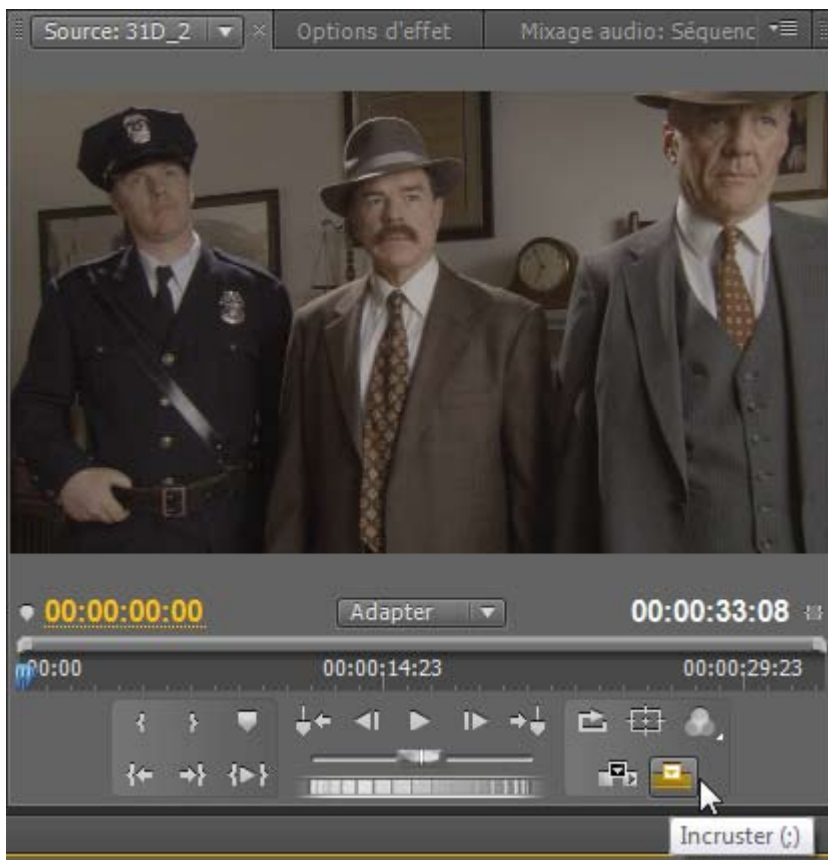 Source: 31D_2
Options d'effet
Mixage audio: Séquenc
00:00:00:00
Adapter
00:00:33:08
00:00
00:00:14:23
00:00:29:23
Incruster (;)